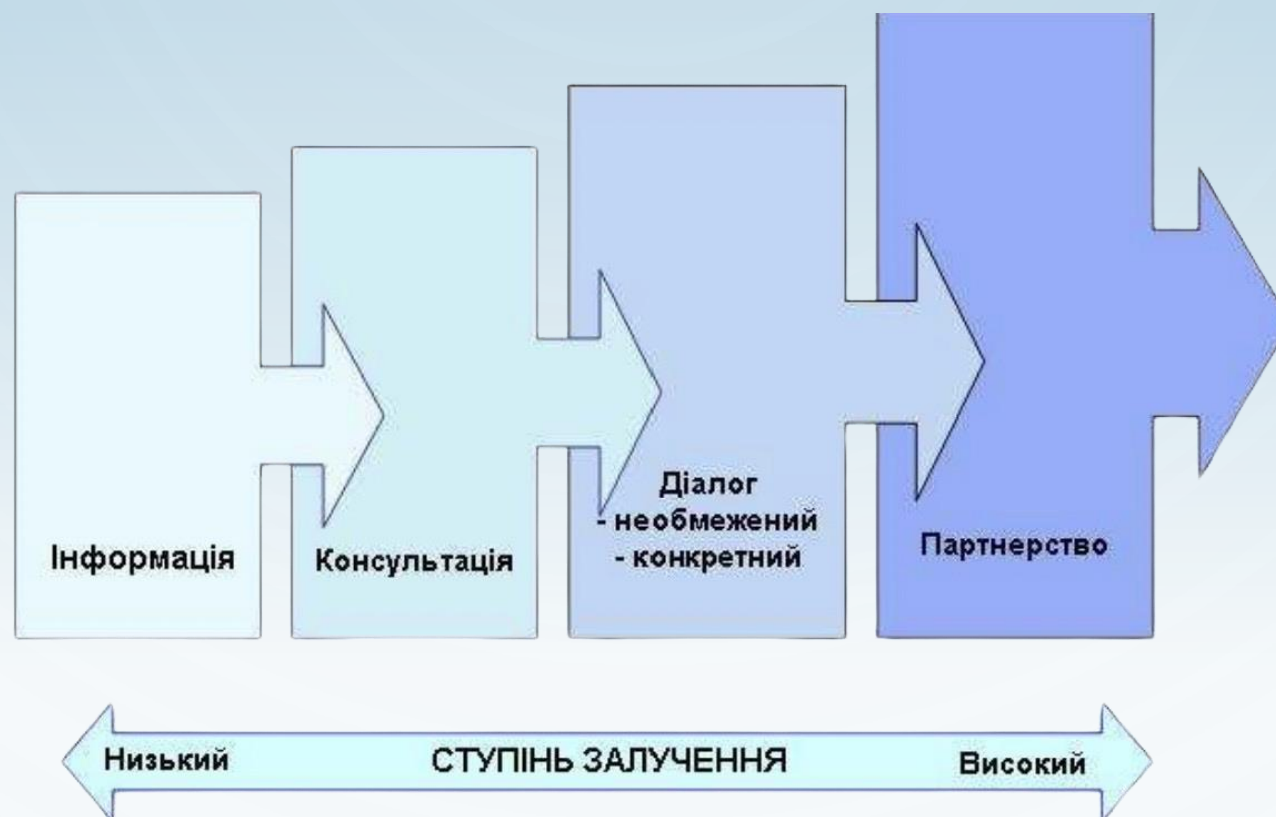 Інформація
Консультація
Діалог
- необмежений
- конкретний
Партнерство
Низький
СТУПІНЬ ЗАЛУЧЕННЯ
Високий